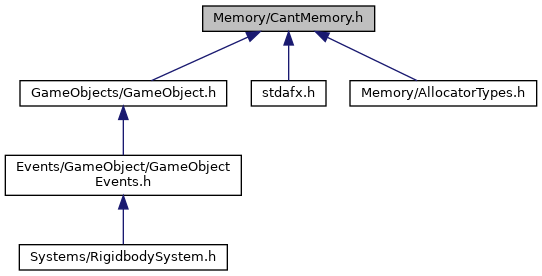 Memory/CantMemory.h
GameObjects/GameObject.h
stdafx.h
Memory/AllocatorTypes.h
Events/GameObject/GameObject
Events.h
Systems/RigidbodySystem.h